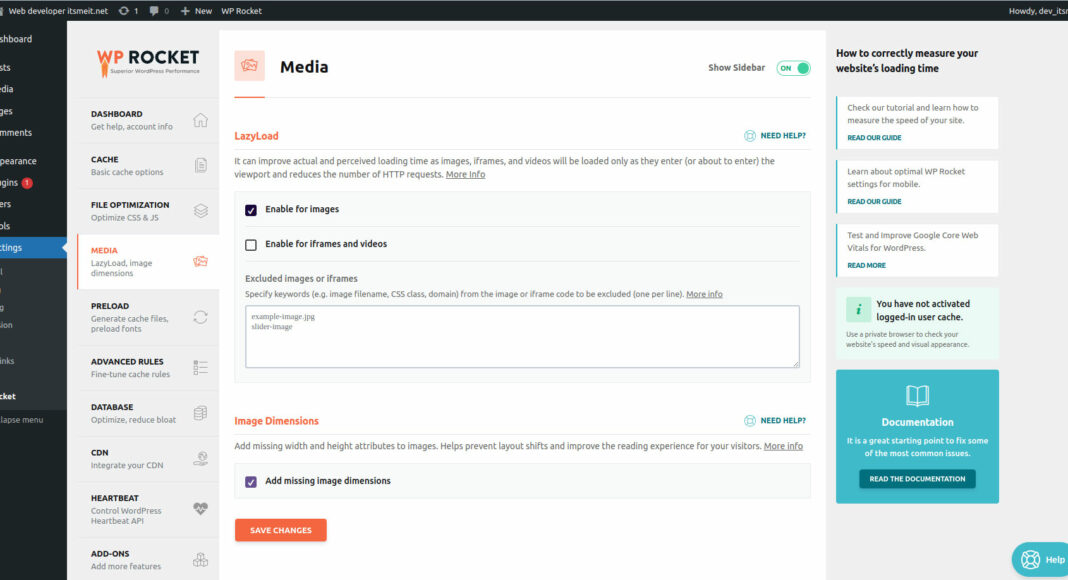 Web developer itsmeit.net 1 0 New WP Rocket Howdy, dev_its
shboard
sts
edia
ges
omments
pearance
ugins 1
ers
ols
ttings
l
g
sion
inks
cket
llapse menu
WP ROCKET
Superior WordPress Performance
DASHBOARD
Get help, account info
CACHE
Basic cache options
FILE OPTIMIZATION
Optimize CSS & JS
MEDIA
LazyLoad, image
dimensions
PRELOAD
Generate cache files,
preload fonts
ADVANCED RULES
Fine-tune cache rules
DATABASE
Optimize, reduce bloat
CDN
Integrate your CDN
HEARTBEAT
Control WordPress
Heartbeat API
ADD-ONS
Add more features
Media
Show Sidebar ON
LazyLoad NEED HELP?
It can improve actual and perceived loading time as images, iframes, and videos will be loaded only as they enter (or about to enter) the
viewport and reduces the number of HTTP requests. More Info
Enable for images
Enable for iframes and videos
Excluded images or iframes
Specify keywords (e.g. image filename, CSS class, domain) from the image or iframe code to be excluded (one per line). More info
example-image.jpg
slider-image
Image Dimensions NEED HELP?
Add missing width and height attributes to images. Helps prevent layout shifts and improve the reading experience for your visitors. More info
Add missing image dimensions
SAVE CHANGES
How to correctly measure your
website's loading time
Check our tutorial and learn how to
measure the speed of your site.
READ OUR GUIDE
Learn about optimal WP Rocket
settings for mobile.
READ OUR GUIDE
Test and Improve Google Core Web
Vitals for WordPress.
READ MORE
i
You have not activated
logged-in user cache.
Use a private browser to check your
website's speed and visual appearance.
Documentation
It is a great starting point to fix some
of the most common issues.
READ THE DOCUMENTATION
Help